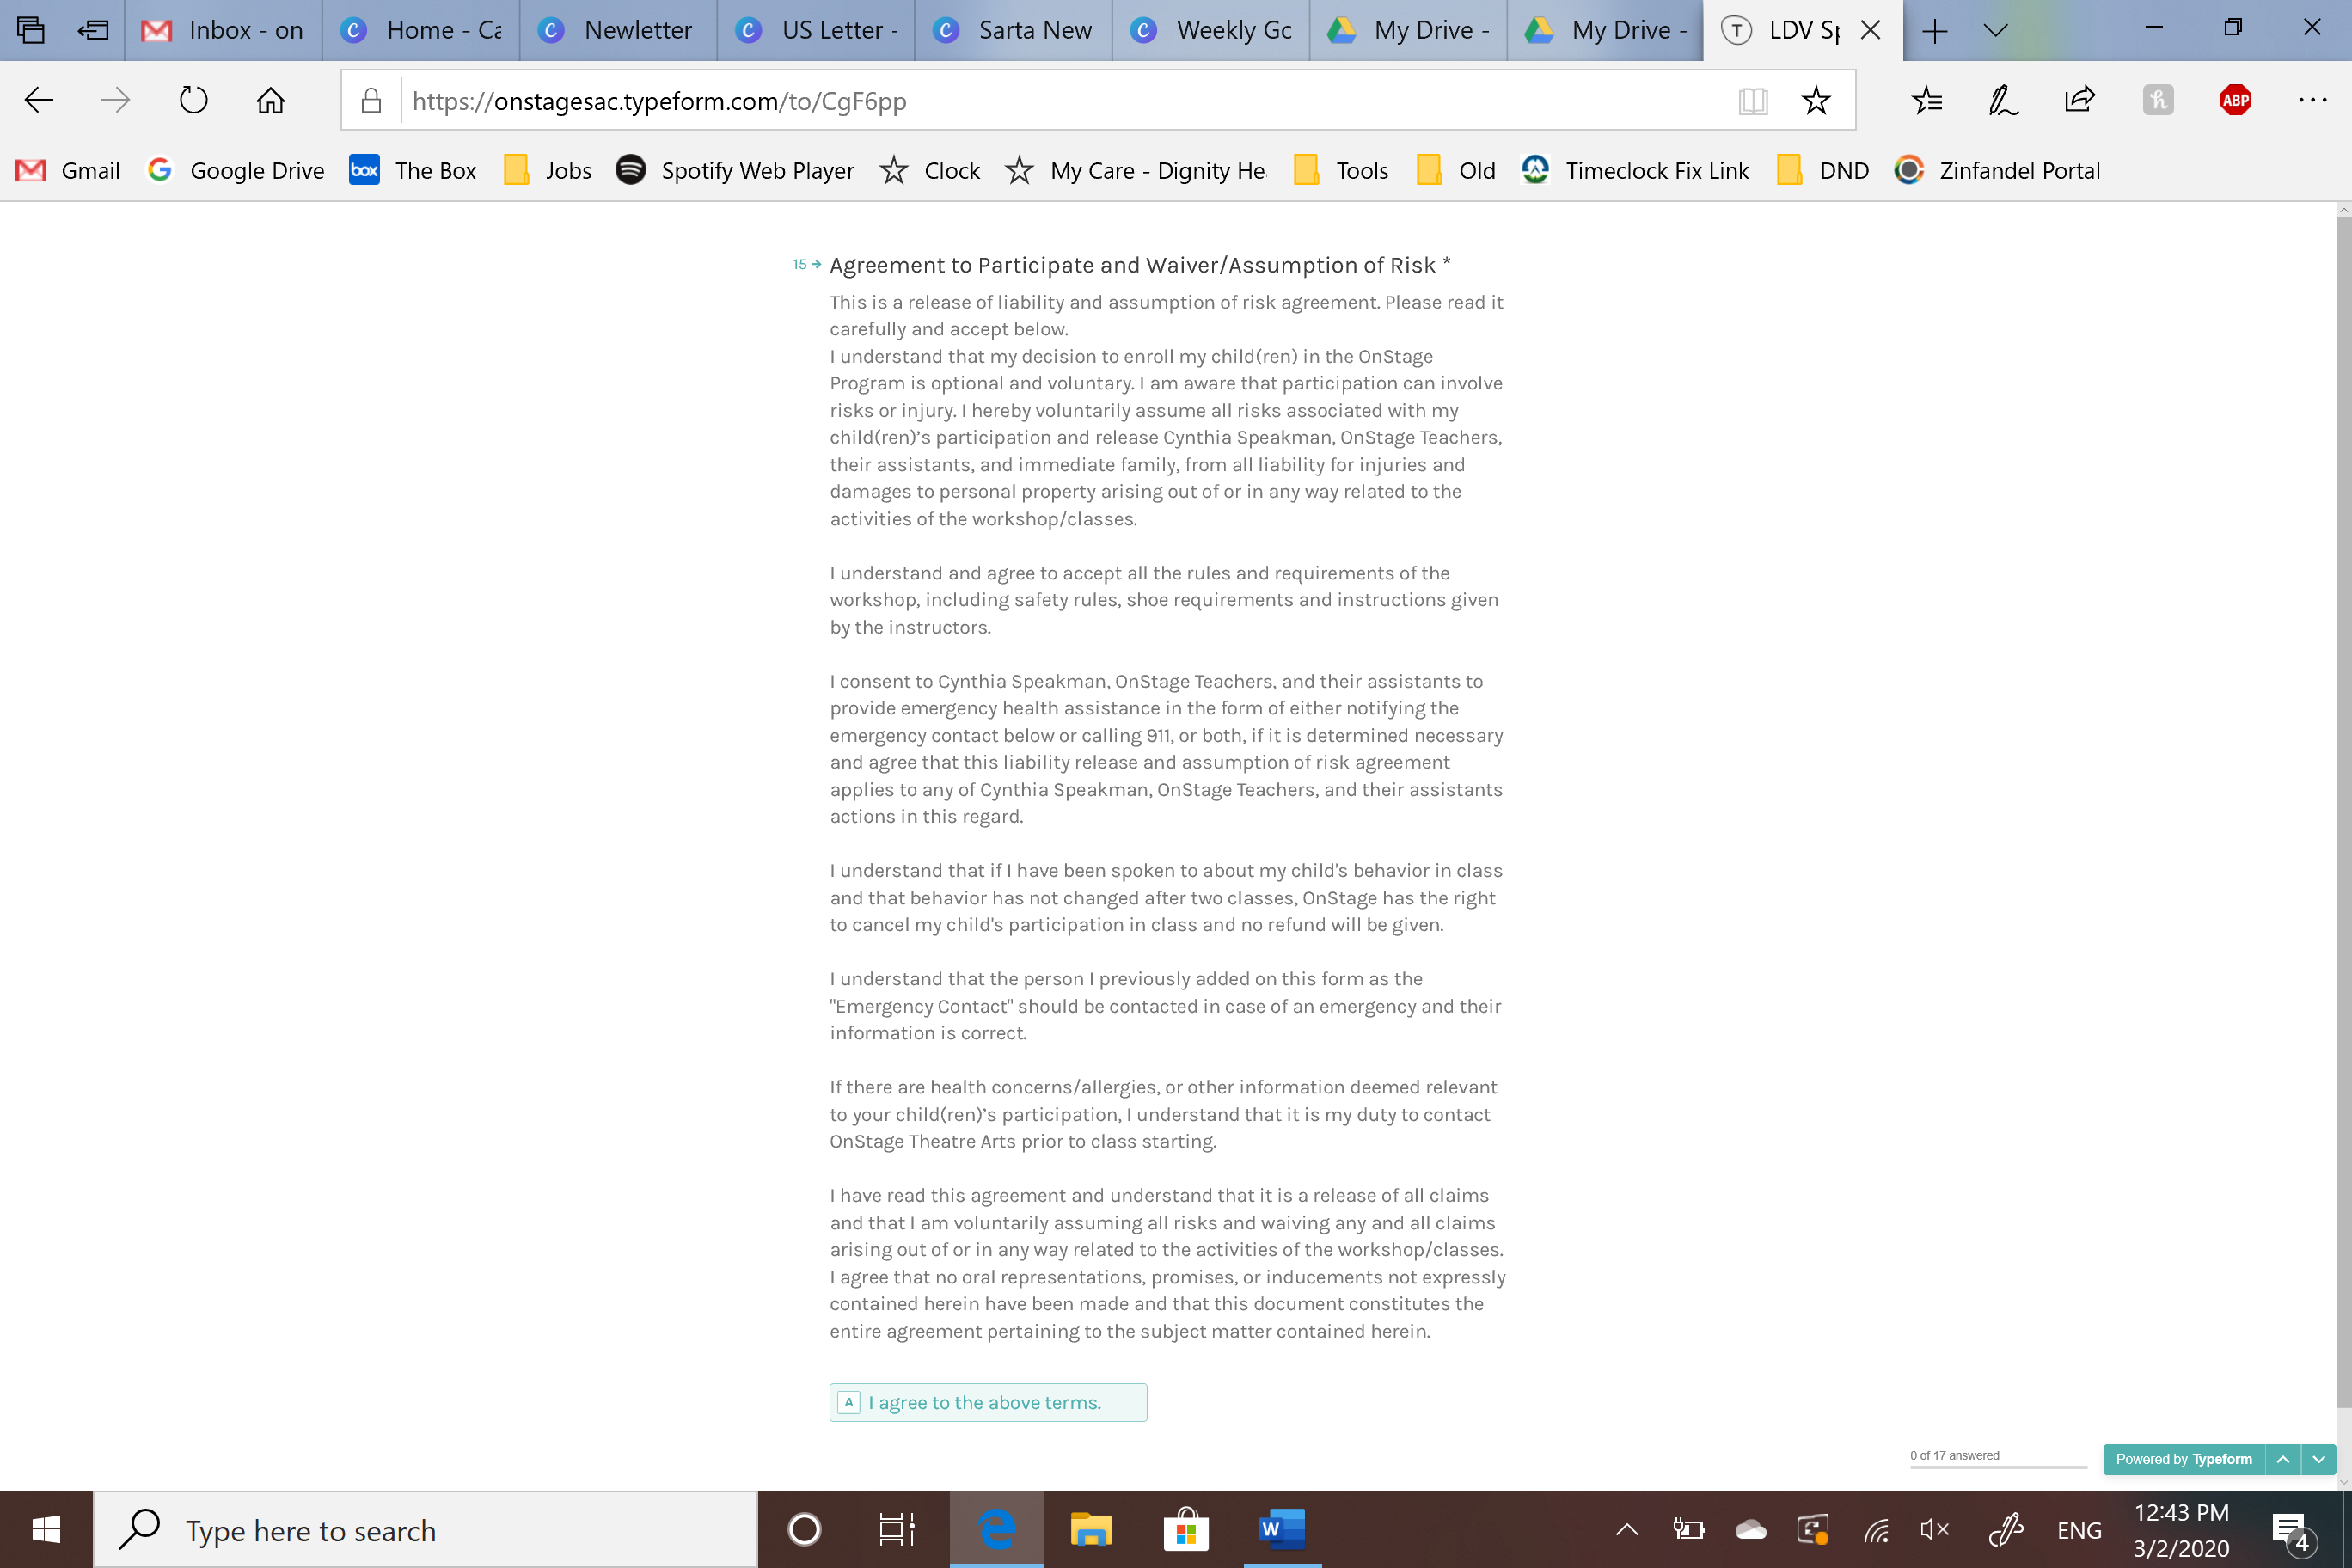 Inbox - on
Home - Ca
Newletter
US Letter -
Sarta New
Weekly Go
My Drive -
My Drive -
T LDV Sp
https://onstagesac.typeform.com/to/CgF6pp
ABP
Gmail
Google Drive
box The Box
Jobs
Spotify Web Player
Clock
My Care - Dignity He
Tools
Old
Timeclock Fix Link
DND
Zinfandel Portal
15 → Agreement to Participate and Waiver/Assumption of Risk *
This is a release of liability and assumption of risk agreement. Please read it
carefully and accept below.
I understand that my decision to enroll my child(ren) in the OnStage
Program is optional and voluntary. I am aware that participation can involve
risks or injury. I hereby voluntarily assume all risks associated with my
child(ren)’s participation and release Cynthia Speakman, OnStage Teachers,
their assistants, and immediate family, from all liability for injuries and
damages to personal property arising out of or in any way related to the
activities of the workshop/classes.
I understand and agree to accept all the rules and requirements of the
workshop, including safety rules, shoe requirements and instructions given
by the instructors.
I consent to Cynthia Speakman, OnStage Teachers, and their assistants to
provide emergency health assistance in the form of either notifying the
emergency contact below or calling 911, or both, if it is determined necessary
and agree that this liability release and assumption of risk agreement
applies to any of Cynthia Speakman, OnStage Teachers, and their assistants
actions in this regard.
I understand that if I have been spoken to about my child's behavior in class
and that behavior has not changed after two classes, OnStage has the right
to cancel my child's participation in class and no refund will be given.
I understand that the person I previously added on this form as the
"Emergency Contact" should be contacted in case of an emergency and their
information is correct.
If there are health concerns/allergies, or other information deemed relevant
to your child(ren)’s participation, I understand that it is my duty to contact
OnStage Theatre Arts prior to class starting.
I have read this agreement and understand that it is a release of all claims
and that I am voluntarily assuming all risks and waiving any and all claims
arising out of or in any way related to the activities of the workshop/classes.
I agree that no oral representations, promises, or inducements not expressly
contained herein have been made and that this document constitutes the
entire agreement pertaining to the subject matter contained herein.
A I agree to the above terms.
0 of 17 answered
Powered by Typeform
Type here to search
W
ENG
12:43 PM
3/2/2020
4